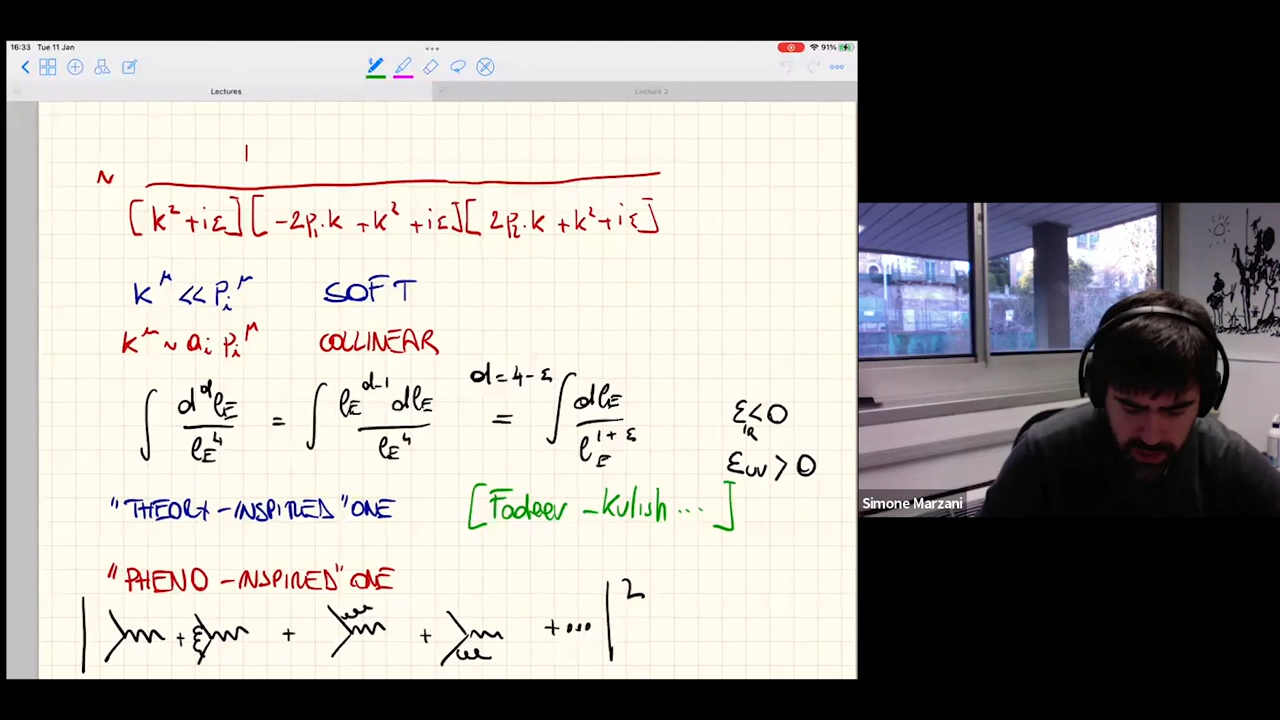 16:33 Tue 11 Jan
91%
Lectures
Lecture 2
~ 1 / [k² + iε][-2p₁·k + k² + iε][2p₂·k + k² + iε]
k^μ << p_i^μ SOFT
k^μ ~ a_i p_i^μ COLLINEAR
∫ d^d ℓ_E / ℓ_E^4 = ∫ ℓ_E^{d-1} dℓ_E / ℓ_E^4 d=4-ε = ∫ dℓ_E / ℓ_E^{1+ε} ε_IR < 0
ε_UV > 0
"THEORY-INSPIRED" ONE [Fadeev - Kulish ...]
"PHENO-INSPIRED" ONE
| + + + + ... |²
Simone Marzani